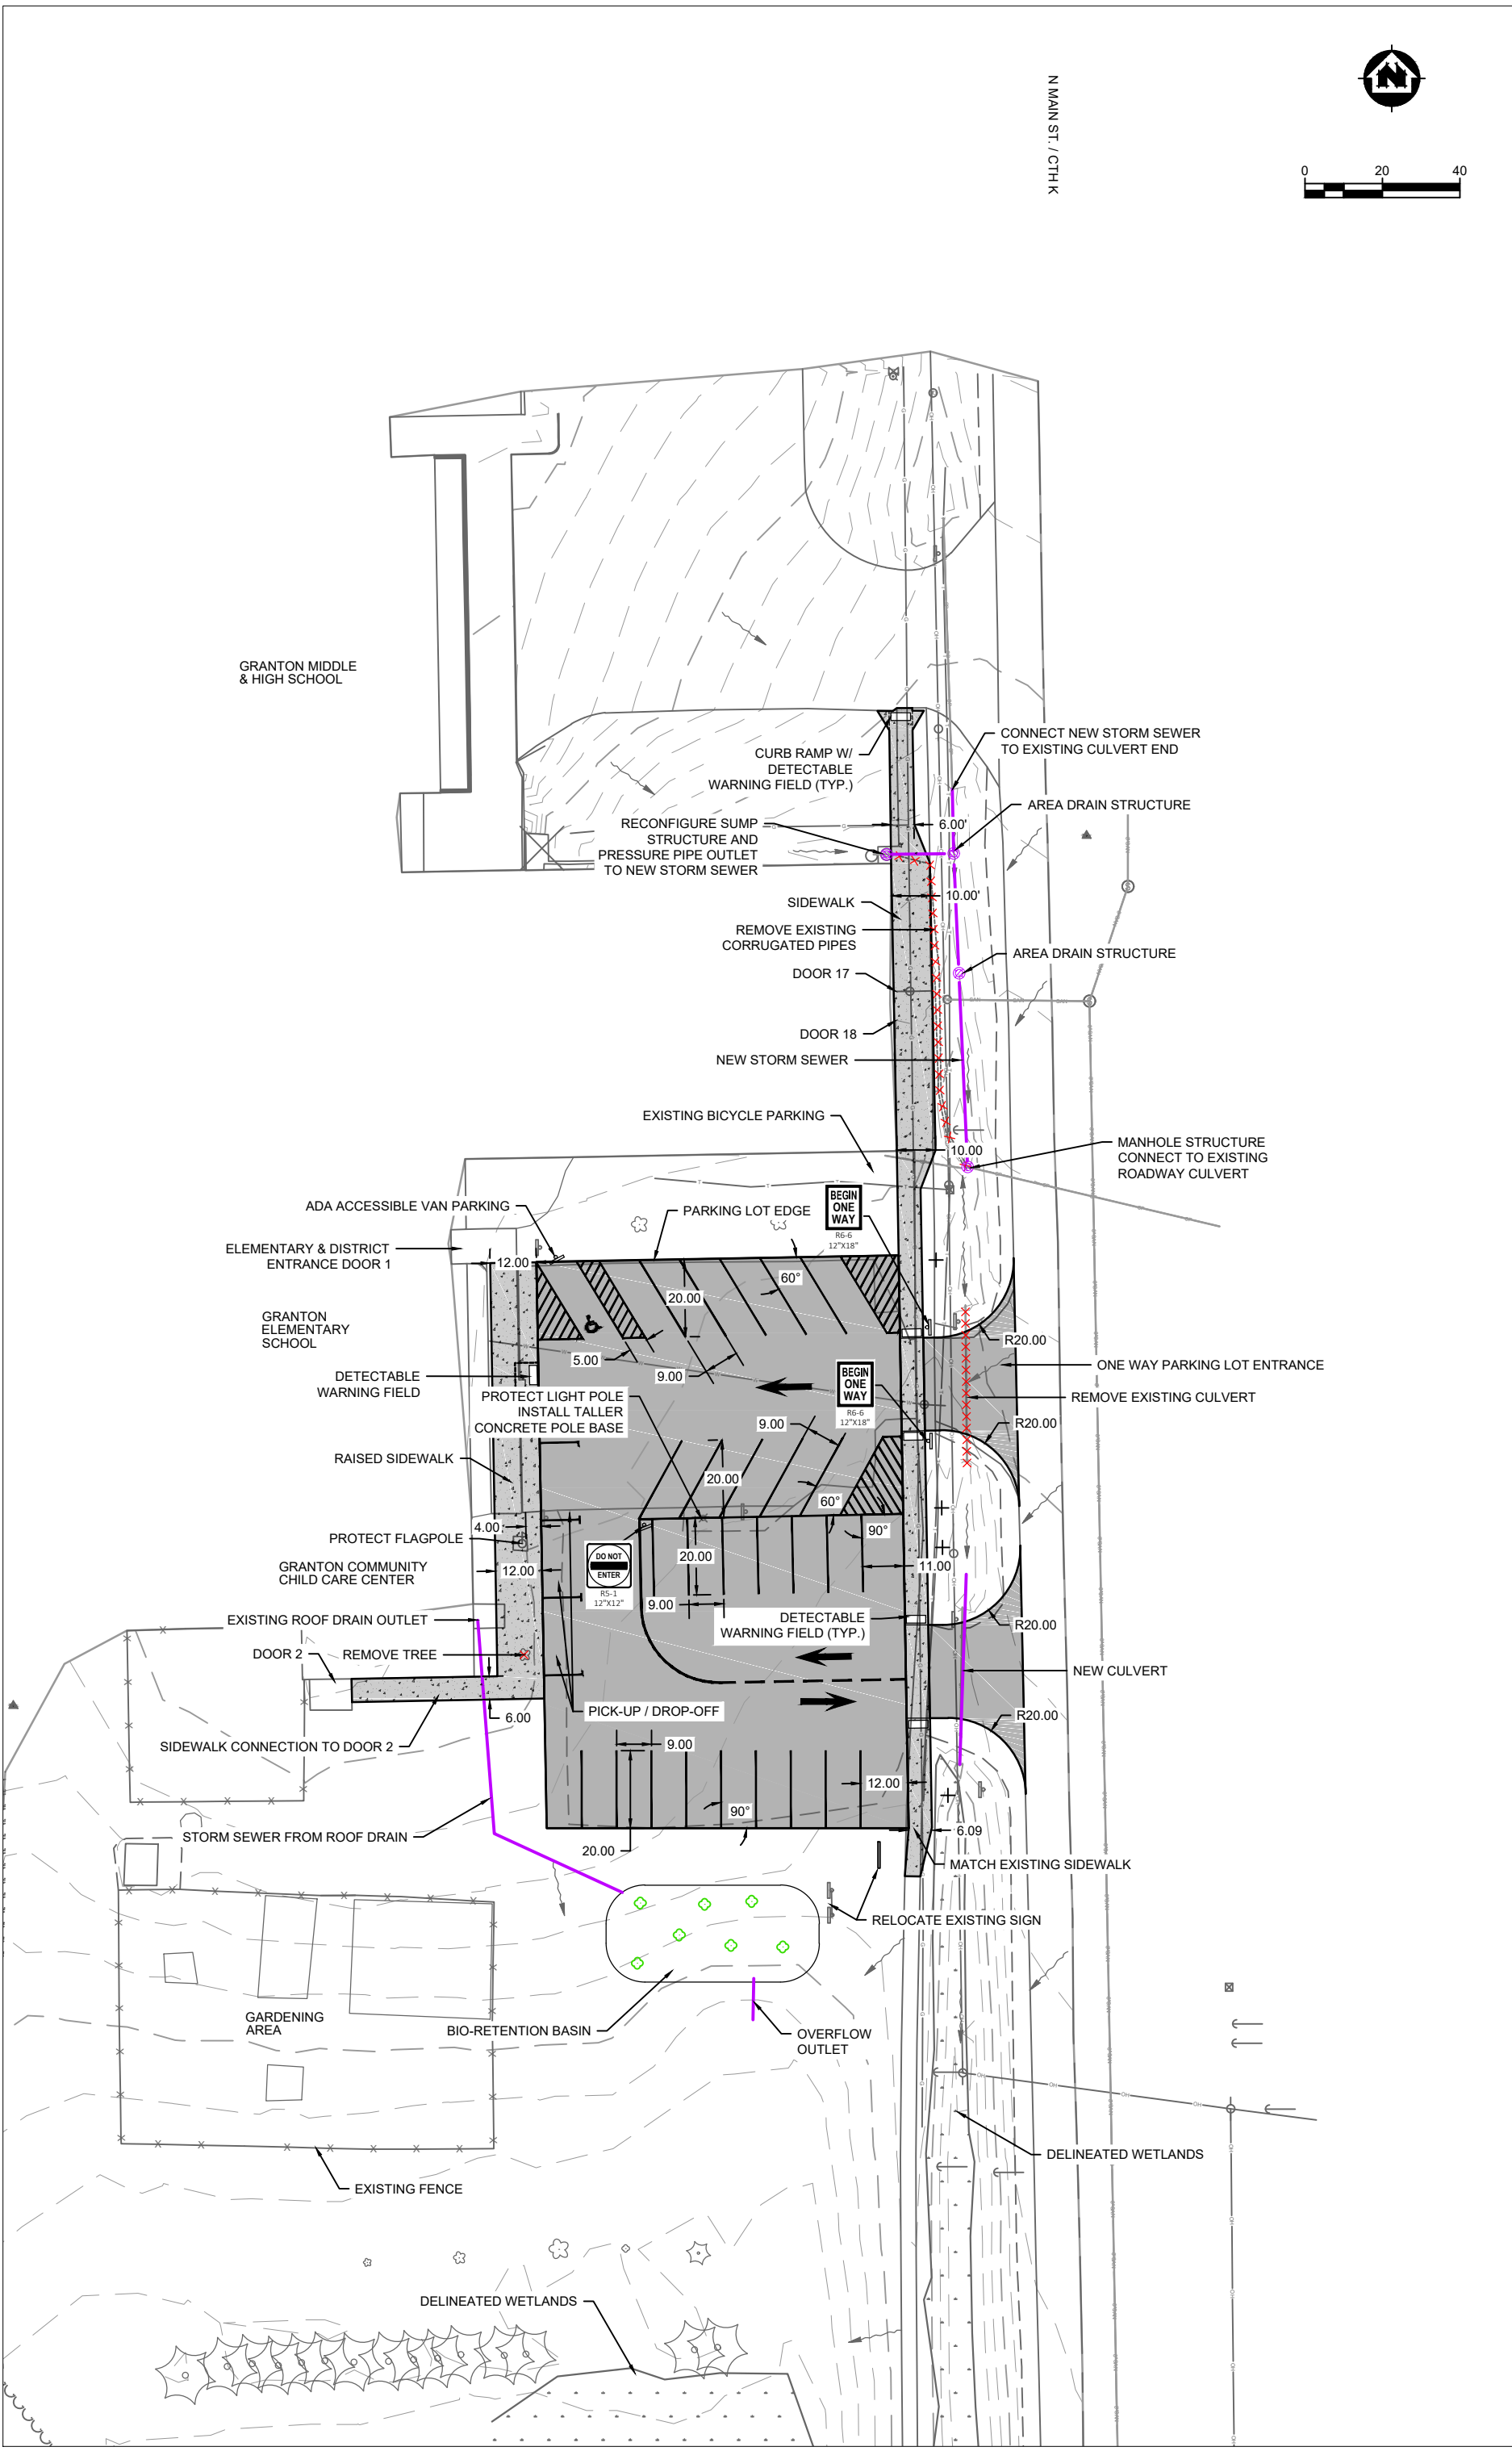 N MAIN ST. / CTH K
N
0 20 40
GRANTON MIDDLE
& HIGH SCHOOL
CONNECT NEW STORM SEWER
TO EXISTING CULVERT END
CURB RAMP W/
DETECTABLE
WARNING FIELD (TYP.)
AREA DRAIN STRUCTURE
RECONFIGURE SUMP
STRUCTURE AND
PRESSURE PIPE OUTLET
TO NEW STORM SEWER
6.00'
10.00'
SIDEWALK
REMOVE EXISTING
CORRUGATED PIPES
AREA DRAIN STRUCTURE
DOOR 17
DOOR 18
NEW STORM SEWER
EXISTING BICYCLE PARKING
10.00
MANHOLE STRUCTURE
CONNECT TO EXISTING
ROADWAY CULVERT
ADA ACCESSIBLE VAN PARKING
PARKING LOT EDGE
BEGIN
ONE
WAY
R6-6
12"X18"
ELEMENTARY & DISTRICT
ENTRANCE DOOR 1
12.00
60°
20.00
GRANTON
ELEMENTARY
SCHOOL
R20.00
5.00
9.00
ONE WAY PARKING LOT ENTRANCE
DETECTABLE
WARNING FIELD
BEGIN
ONE
WAY
R6-6
12"X18"
REMOVE EXISTING CULVERT
PROTECT LIGHT POLE
INSTALL TALLER
CONCRETE POLE BASE
9.00
R20.00
RAISED SIDEWALK
20.00
60°
4.00
90°
PROTECT FLAGPOLE
20.00
11.00
GRANTON COMMUNITY
CHILD CARE CENTER
12.00
DO NOT
ENTER
R5-1
12"X12"
9.00
EXISTING ROOF DRAIN OUTLET
DETECTABLE
WARNING FIELD (TYP.)
R20.00
DOOR 2
REMOVE TREE
NEW CULVERT
6.00
PICK-UP / DROP-OFF
R20.00
SIDEWALK CONNECTION TO DOOR 2
9.00
12.00
90°
STORM SEWER FROM ROOF DRAIN
20.00
6.09
MATCH EXISTING SIDEWALK
RELOCATE EXISTING SIGN
GARDENING
AREA
BIO-RETENTION BASIN
OVERFLOW
OUTLET
DELINEATED WETLANDS
EXISTING FENCE
DELINEATED WETLANDS